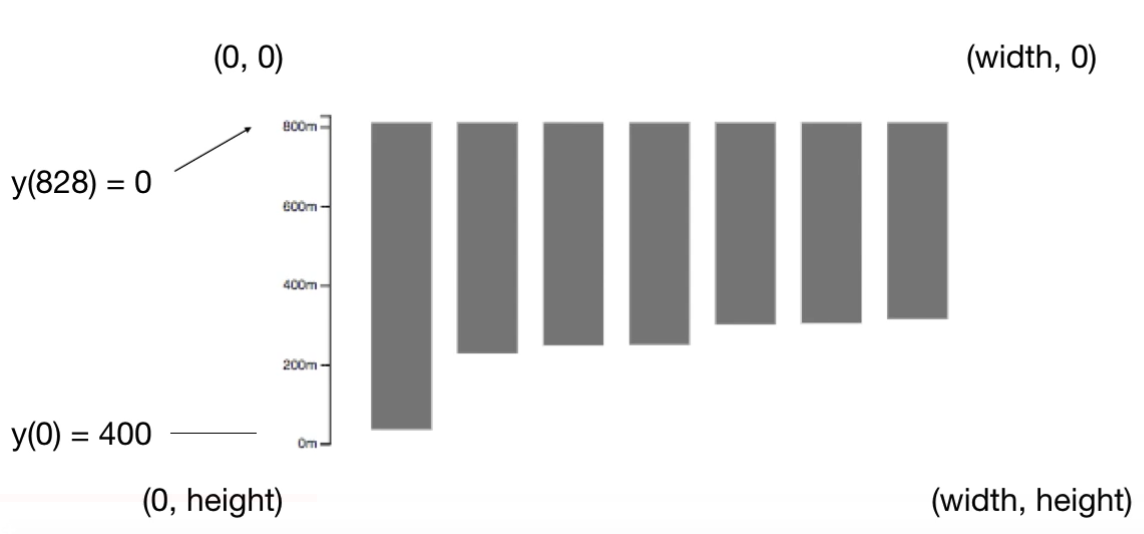 (0, 0)
(width, 0)
800m
y(828) = 0
600m
400m
200m
y(0) = 400
0m
(0, height)
(width, height)